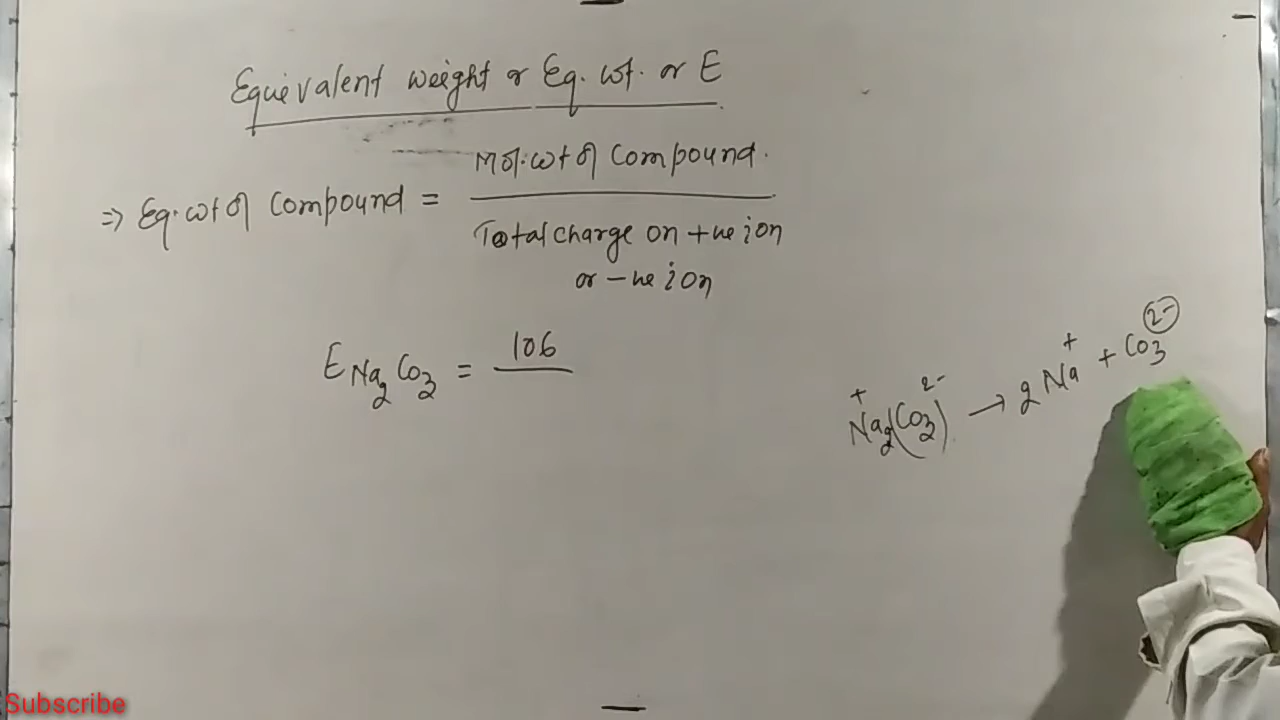 Equivalent weight or Eq. wt. or E
⇒ Eq. wt of Compound = Mol. wt of Compound.
Total charge on +ve ion
or -ve ion
E Na2CO3 = 106
Na2(CO3) → 2Na+ + CO3 2-
+ 2-
Subscribe